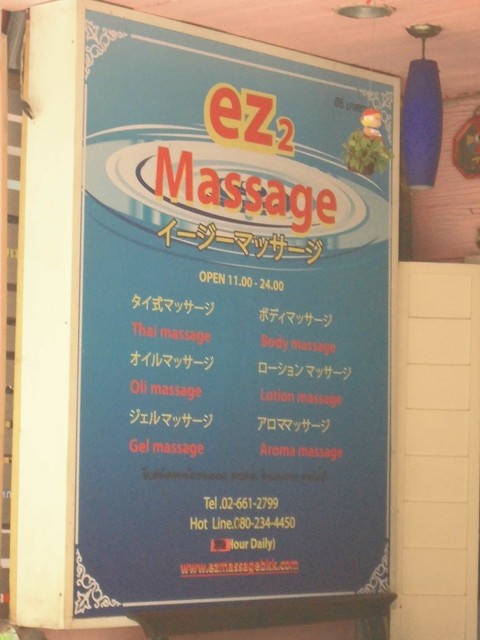 ez2
Massage
イージーマッサージ
OPEN 11.00 - 24.00
タイ式マッサージ
Thai massage
ボディマッサージ
Body massage
オイルマッサージ
Oli massage
ローションマッサージ
Lotion massage
ジェルマッサージ
Gel massage
アロママッサージ
Aroma massage
Tel .02-661-2799
Hot Line.080-234-4450
Hour Daily)
www.ezmassagebkk.com